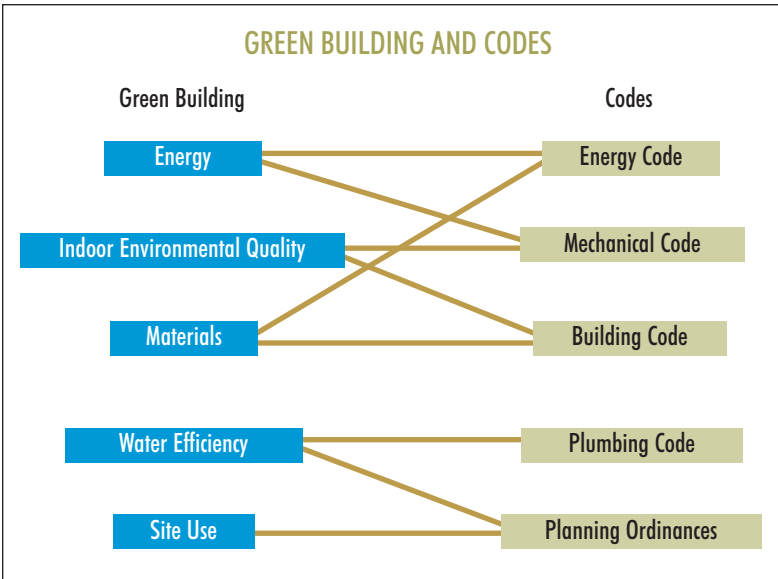 GREEN BUILDING AND CODES
Green Building
Codes
Energy
Energy Code
Indoor Environmental Quality
Mechanical Code
Materials
Building Code
Water Efficiency
Plumbing Code
Site Use
Planning Ordinances